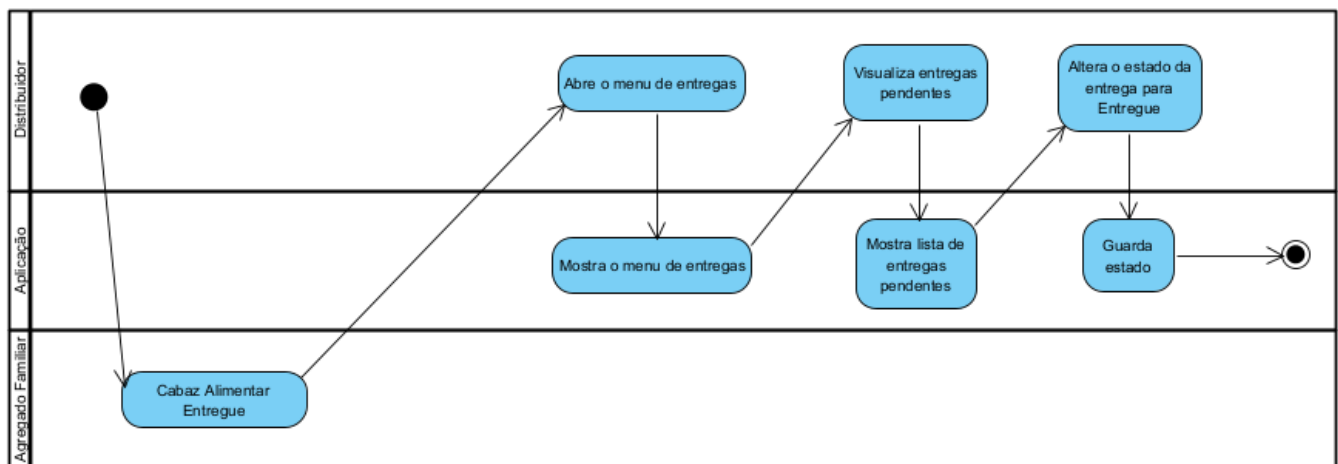 Distribuidor
Abre o menu de entregas
Visualiza entregas
pendentes
Altera o estado da
entrega para
Entregue
Aplicação
Mostra o menu de entregas
Mostra lista de
entregas
pendentes
Guarda
estado
Agregado Familiar
Cabaz Alimentar
Entregue